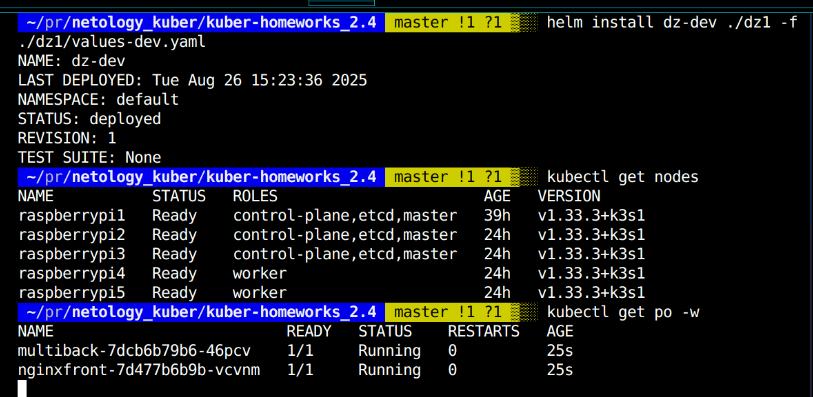 ~/pr/netology_kuber/kuber-homeworks_2.4 master !1 ?1 helm install dz-dev ./dz1 -f
./dz1/values-dev.yaml
NAME: dz-dev
LAST DEPLOYED: Tue Aug 26 15:23:36 2025
NAMESPACE: default
STATUS: deployed
REVISION: 1
TEST SUITE: None
~/pr/netology_kuber/kuber-homeworks_2.4 master !1 ?1 kubectl get nodes
NAME STATUS ROLES AGE VERSION
raspberrypi1 Ready control-plane,etcd,master 39h v1.33.3+k3s1
raspberrypi2 Ready control-plane,etcd,master 24h v1.33.3+k3s1
raspberrypi3 Ready control-plane,etcd,master 24h v1.33.3+k3s1
raspberrypi4 Ready worker 24h v1.33.3+k3s1
raspberrypi5 Ready worker 24h v1.33.3+k3s1
~/pr/netology_kuber/kuber-homeworks_2.4 master !1 ?1 kubectl get po -w
NAME READY STATUS RESTARTS AGE
multiback-7dcb6b79b6-46pcv 1/1 Running 0 25s
nginxfront-7d477b6b9b-vcvnm 1/1 Running 0 25s